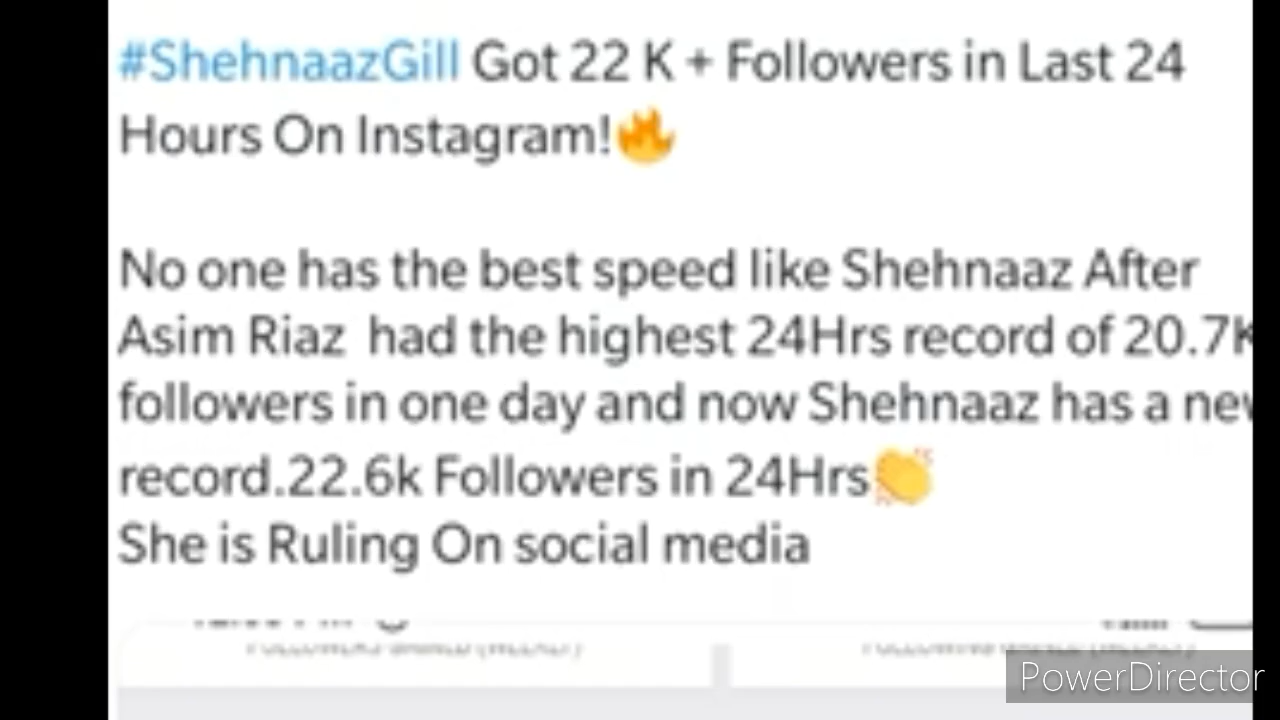 #ShehnaazGill Got 22 K + Followers in Last 24
Hours On Instagram!🔥
No one has the best speed like Shehnaaz After
Asim Riaz had the highest 24Hrs record of 20.7K
followers in one day and now Shehnaaz has a new
record.22.6k Followers in 24Hrs👏
She is Ruling On social media
PowerDirector